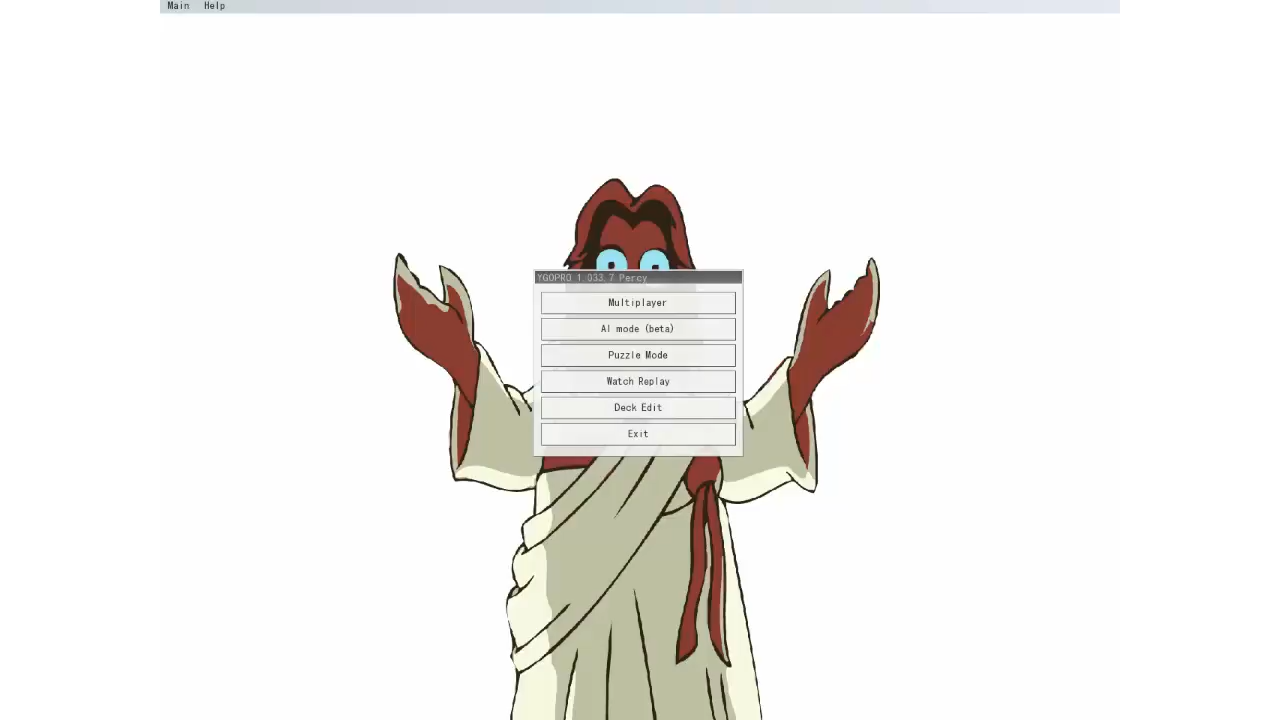 Main Help
YGOPRO 1.033.7 Percy
Multiplayer
AI mode (beta)
Puzzle Mode
Watch Replay
Deck Edit
Exit